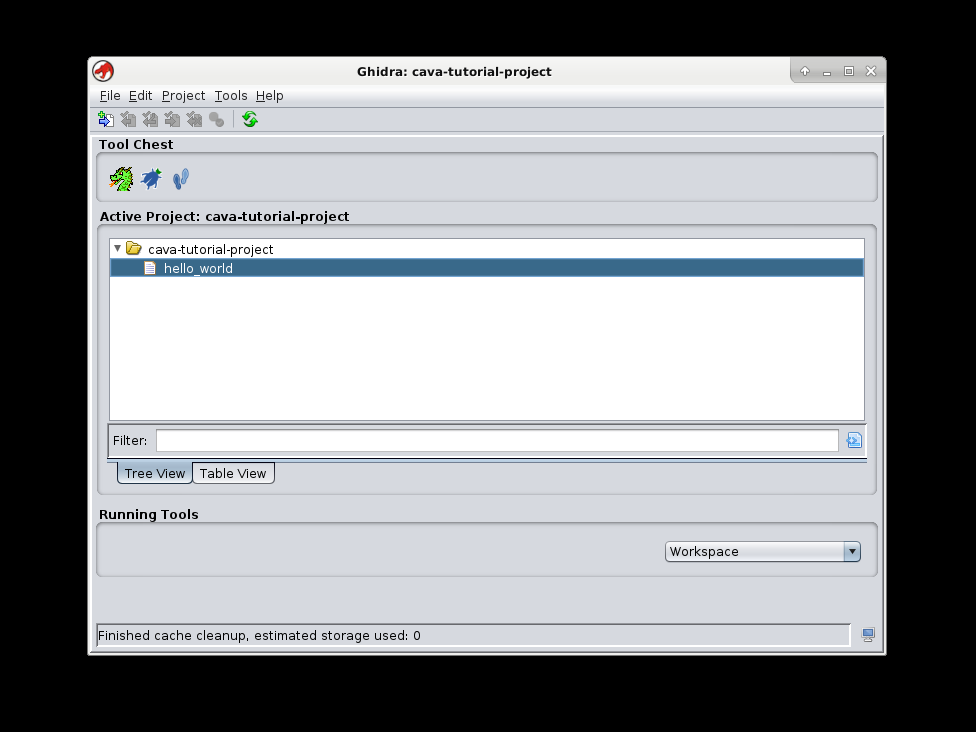 Ghidra: cava-tutorial-project
File Edit Project Tools Help
Tool Chest
Active Project: cava-tutorial-project
cava-tutorial-project
hello_world
Filter:
Tree View Table View
Running Tools
Workspace
Finished cache cleanup, estimated storage used: 0